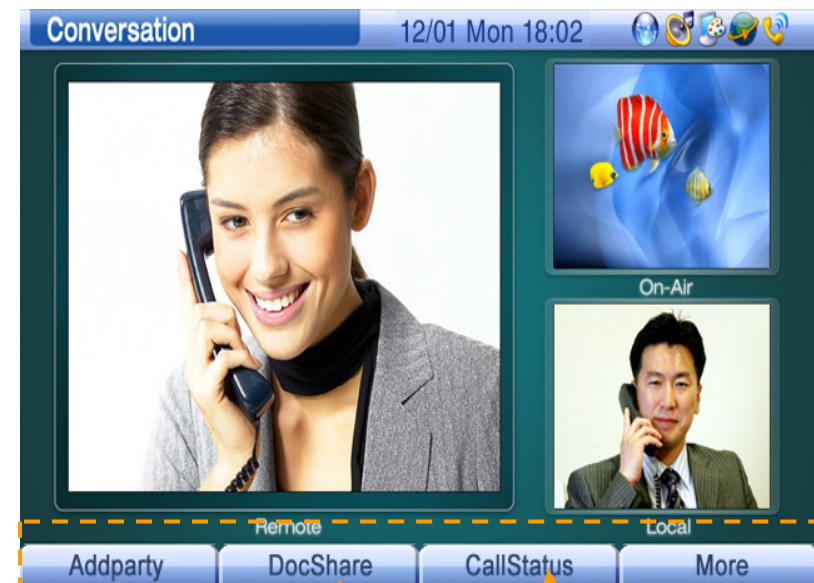 Conversation 12/01 Mon 18:02
On-Air
Remote Local
Addparty DocShare CallStatus More